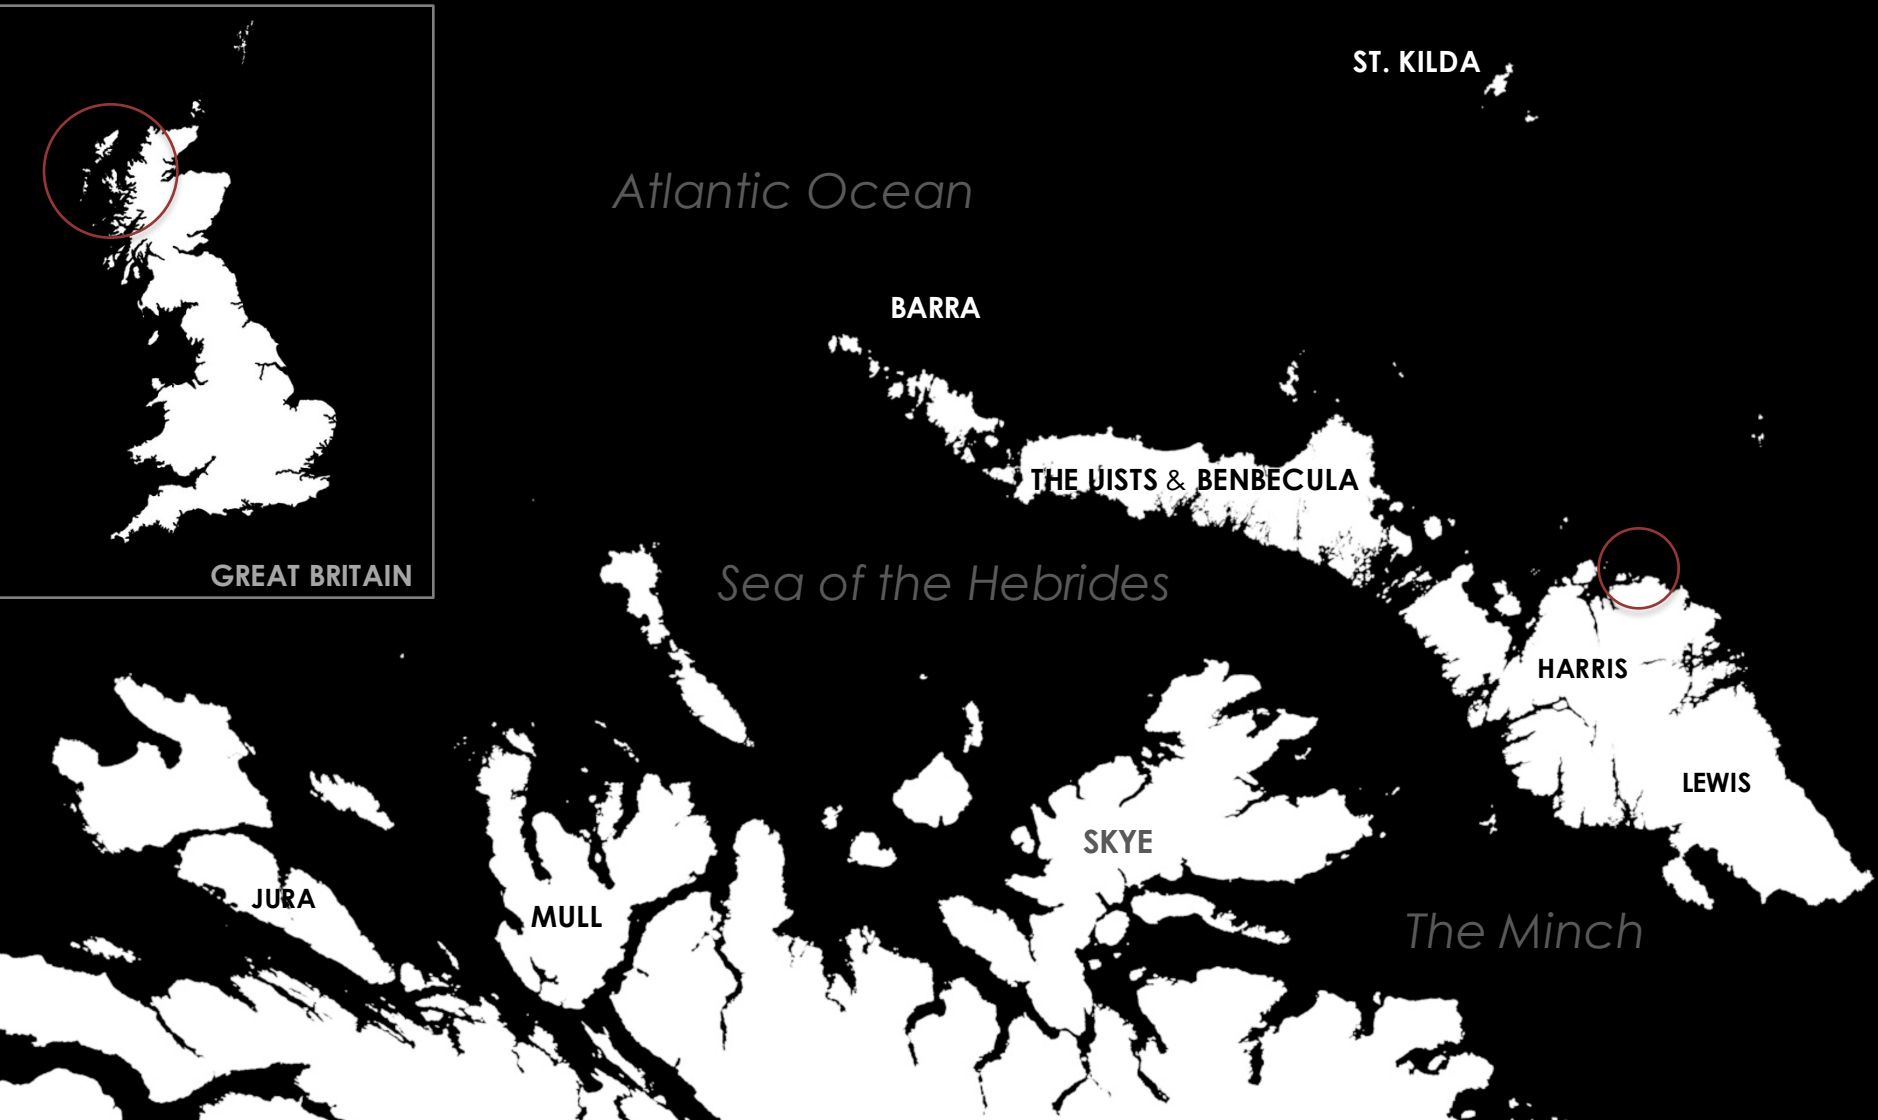 ST. KILDA
Atlantic Ocean
BARRA
THE UISTS & BENBECULA
GREAT BRITAIN
Sea of the Hebrides
HARRIS
LEWIS
SKYE
JURA
MULL
The Minch